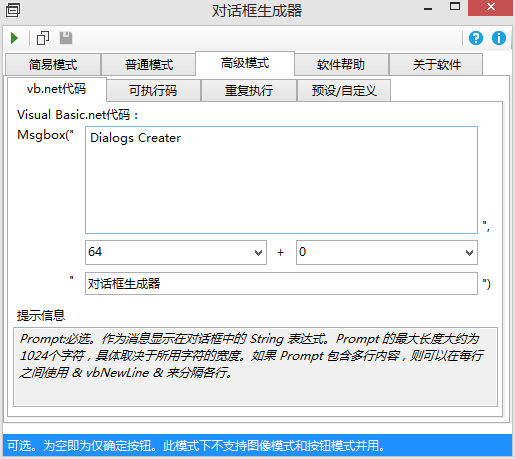 对话框生成器
简易模式 普通模式 高级模式 软件帮助 关于软件
vb.net代码 可执行码 重复执行 预设/自定义
Visual Basic.net代码：
Msgbox(" Dialogs Creater
",
64 + 0
" 对话框生成器 ")
提示信息
Prompt:必选。作为消息显示在对话框中的 String 表达式。Prompt 的最大长度大约为
1024个字符，具体取决于所用字符的宽度。如果 Prompt 包含多行内容，则可以在每行
之间使用 & vbNewLine & 来分隔各行。
可选。为空即为仅确定按钮。此模式下不支持图像模式和按钮模式并用。